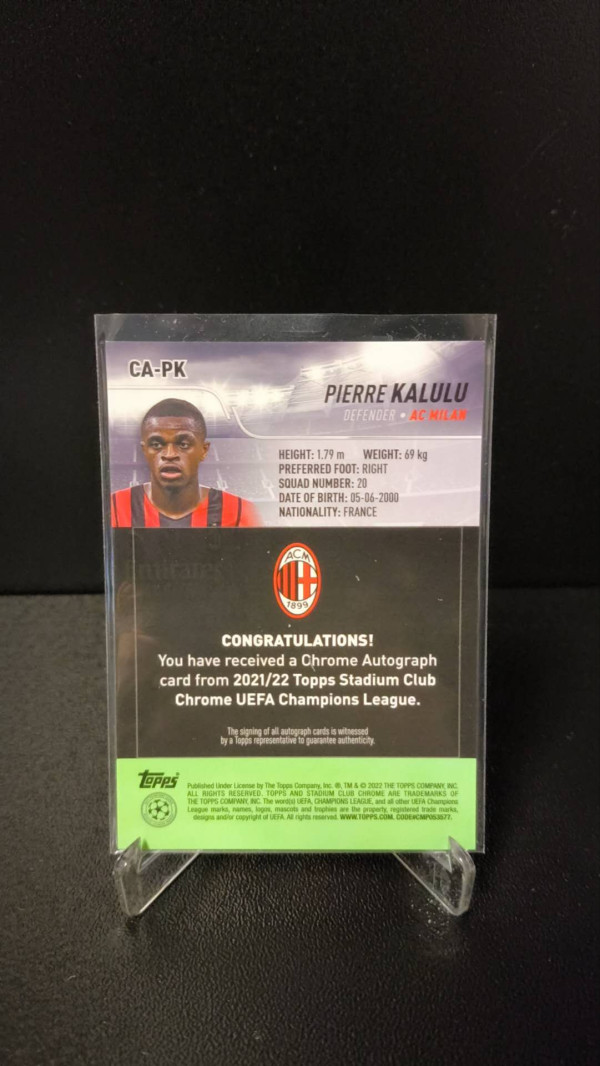 CA-PK
PIERRE KALULU
DEFENDER • AC MILAN
HEIGHT: 1.79 m WEIGHT: 69 kg
PREFERRED FOOT: RIGHT
SQUAD NUMBER: 20
DATE OF BIRTH: 05-06-2000
NATIONALITY: FRANCE
ACM
1899
CONGRATULATIONS!
You have received a Chrome Autograph
card from 2021/22 Topps Stadium Club
Chrome UEFA Champions League.
The signing of all autograph cards is witnessed
by a Topps representative to guarantee authenticity.
Topps
Published Under License by The Topps Company, Inc. ®, TM & © 2022 THE TOPPS COMPANY, INC.
ALL RIGHTS RESERVED. TOPPS AND STADIUM CLUB CHROME ARE TRADEMARKS OF
THE TOPPS COMPANY, INC. The word(s) UEFA, CHAMPIONS LEAGUE, and all other UEFA Champions
League marks, names, logos, mascots and trophies are the property, registered trade marks,
designs and/or copyright of UEFA. All rights reserved. WWW.TOPPS.COM. CODE#CMP053577.